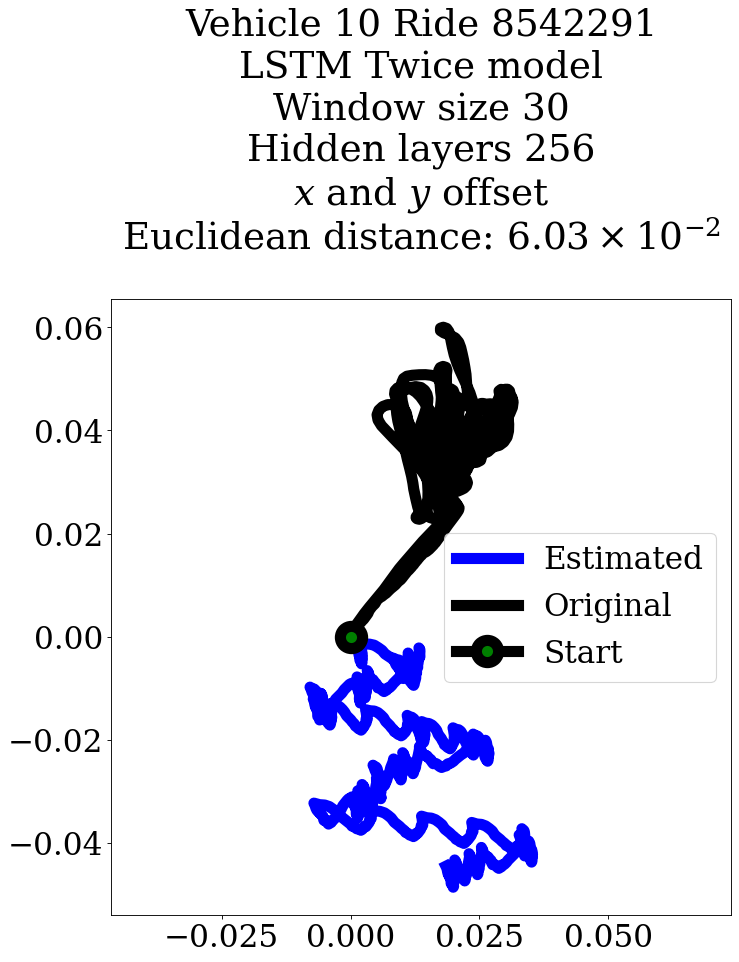 Vehicle 10 Ride 8542291
LSTM Twice model
Window size 30
Hidden layers 256
x and y offset
Euclidean distance: 6.03 × 10⁻²
0.06
0.04
0.02
0.00
−0.02
−0.04
Estimated
Original
Start
−0.025 0.000 0.025 0.050